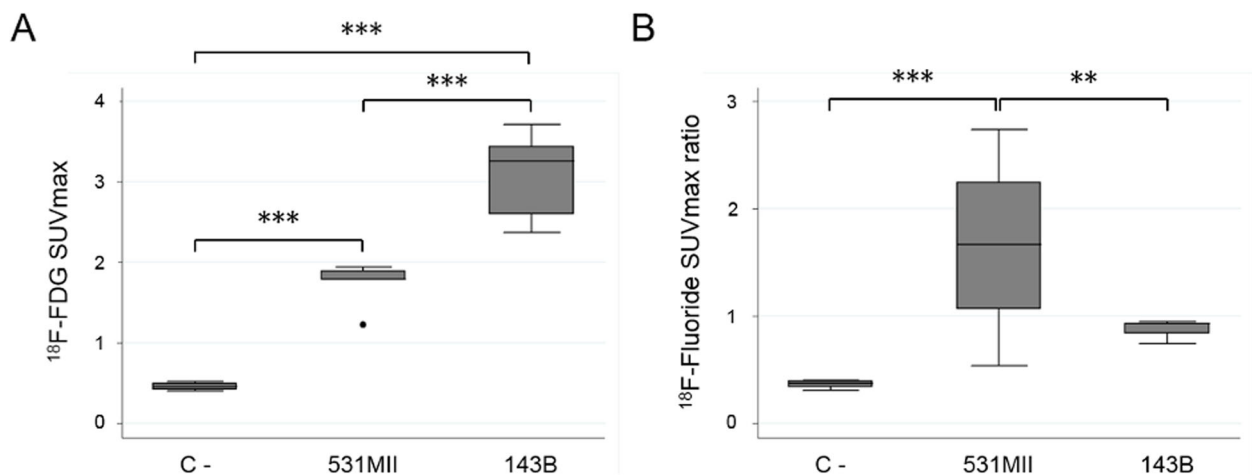 A
***
***
***
4
3
2
1
0
¹⁸F-FDG SUVmax
C -
531MII
143B
B
***
**
3
2
1
0
¹⁸F-Fluoride SUVmax ratio
C -
531MII
143B